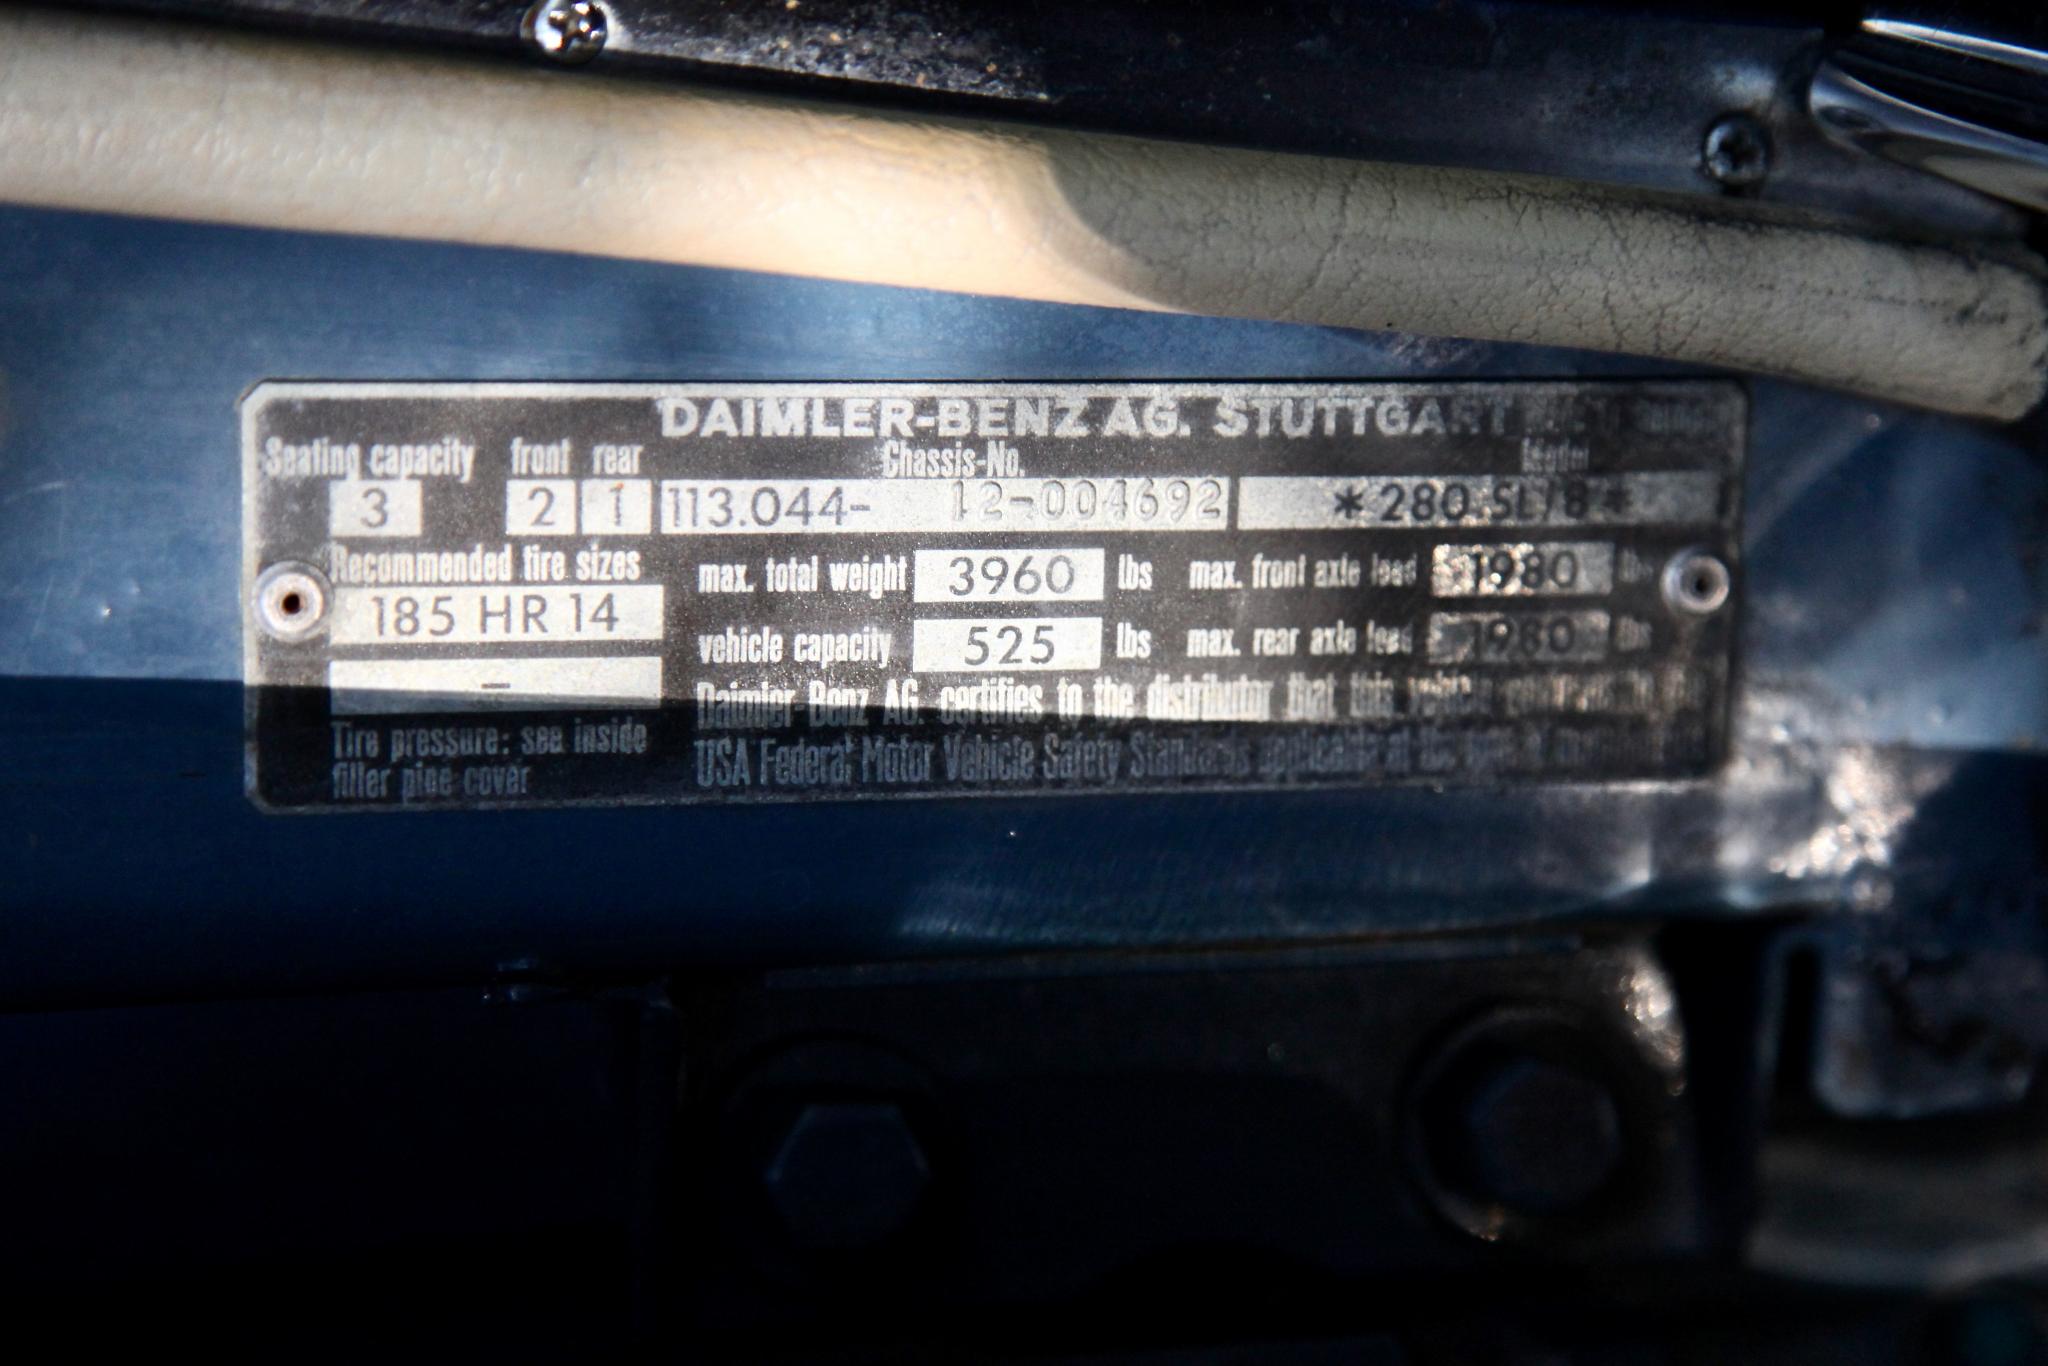 DAIMLER-BENZ AG. STUTTGART
Seating capacity front rear Chassis-No.
3 2 1 113.044- 12-004692 *280 SL/8*
Recommended tire sizes
185 HR 14
-
Tire pressure: see inside
filler pipe cover
max. total weight 3960 lbs max. front axle load 1980 lbs
vehicle capacity 525 lbs max. rear axle load 1980 lbs
Daimler-Benz AG. certifies to the distributor that this vehicle
USA Federal Motor Vehicle Safety Standards applicable at